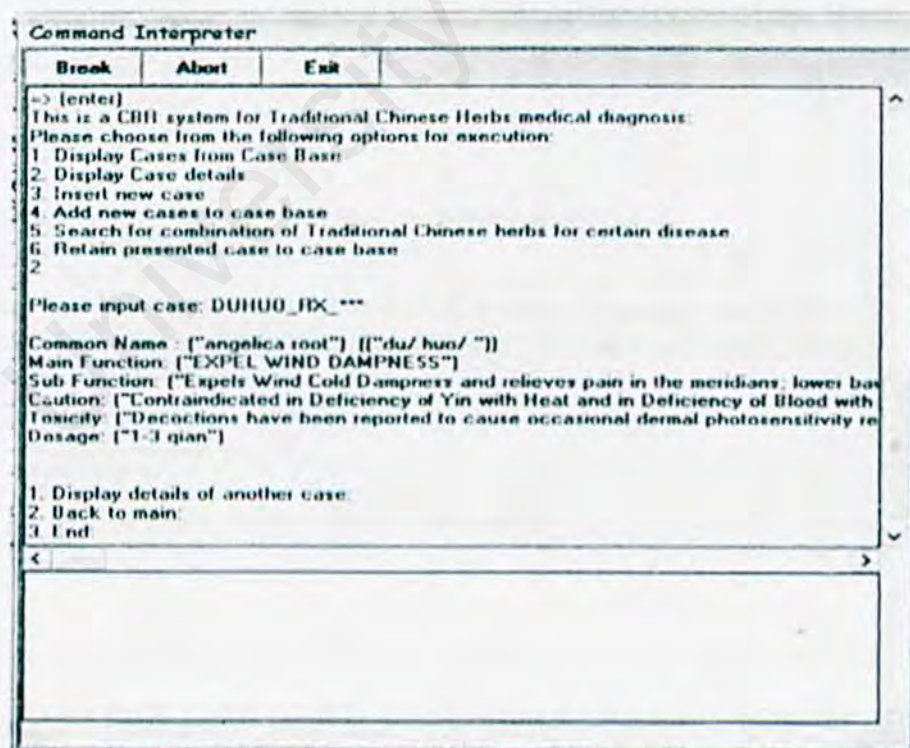 Command Interpreter
Break Abort Exit
=> (enter)
This is a CBR system for Traditional Chinese Herbs medical diagnosis:
Please choose from the following options for execution:
1. Display Cases from Case Base
2. Display Case details
3. Insert new case
4. Add new cases to case base
5. Search for combination of Traditional Chinese herbs for certain disease
6. Retain presented case to case base
2
Please input case: DUHUO_RX_***
Common Name : ("angelica root") (("du/ huo/ "))
Main Function: ("EXPEL WIND DAMPNESS")
Sub Function: ("Expels Wind Cold Dampness and relieves pain in the meridians; lower
Caution: ("Contraindicated in Deficiency of Yin with Heat and in Deficiency of Blood with
Toxicity: ("Decoctions have been reported to cause occasional dermal photosensitivity
Dosage: ("1-3 qian")
1. Display details of another case:
2. Back to main:
3. End:
University